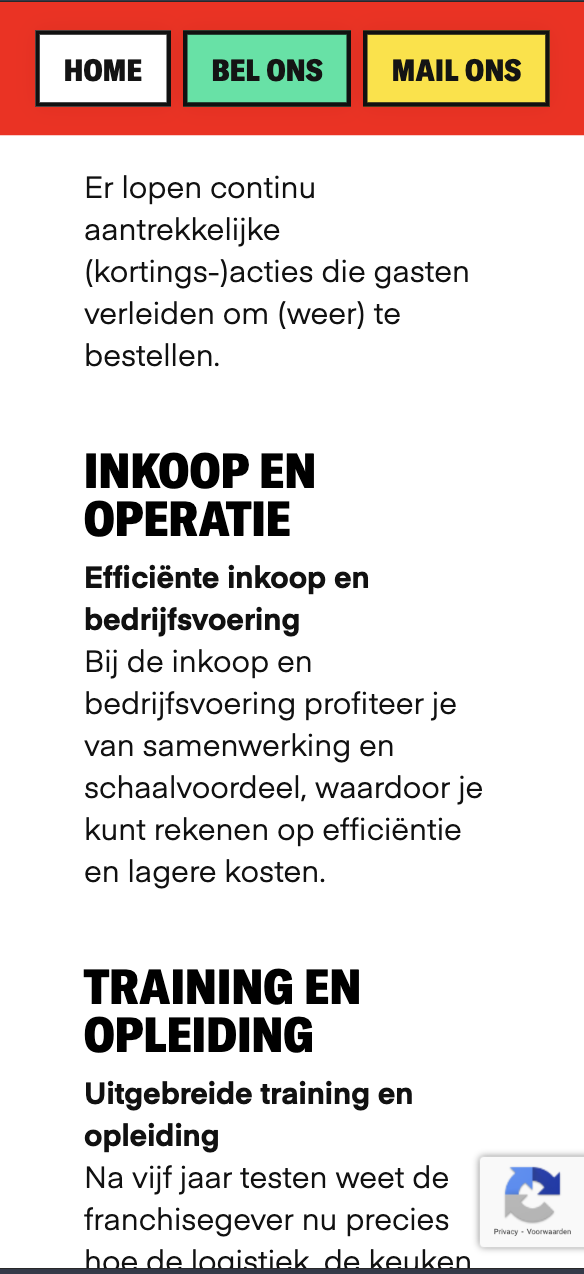 HOME
BEL ONS
MAIL ONS
Er lopen continu
aantrekkelijke
(kortings-)acties die gasten
verleiden om (weer) te
bestellen.
INKOOP EN
OPERATIE
Efficiënte inkoop en
bedrijfsvoering
Bij de inkoop en
bedrijfsvoering profiteer je
van samenwerking en
schaalvoordeel, waardoor je
kunt rekenen op efficiëntie
en lagere kosten.
TRAINING EN
OPLEIDING
Uitgebreide training en
opleiding
Na vijf jaar testen weet de
franchisegever nu precies
hoe de logistiek, de keuken
Privacy - Voorwaarden